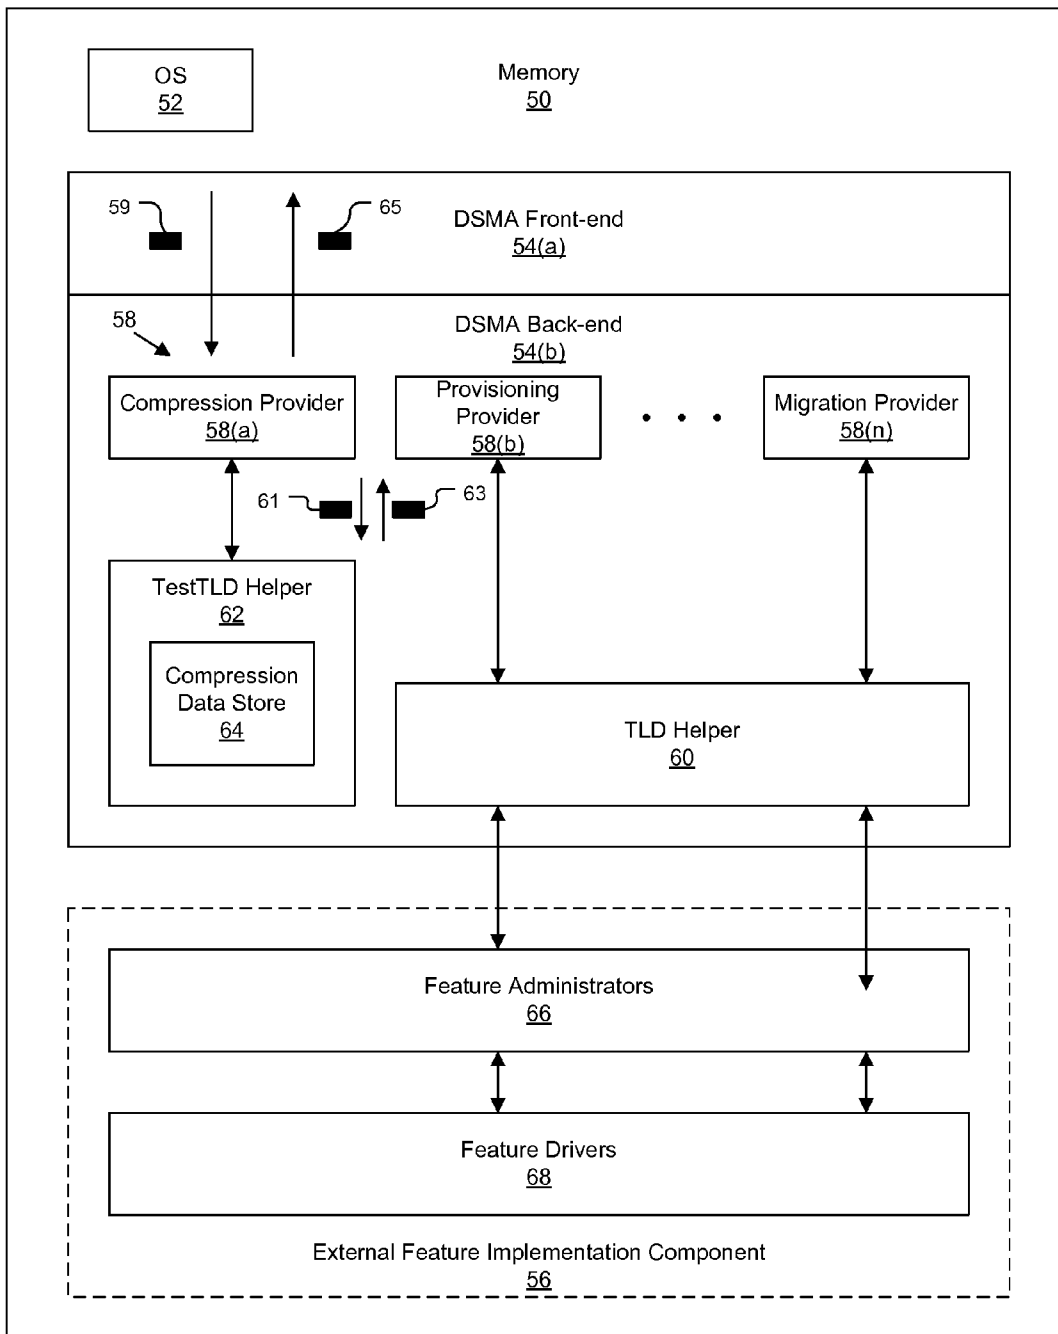 OS
52
Memory
50
59
65
DSMA Front-end
54(a)
58
DSMA Back-end
54(b)
Compression Provider
58(a)
Provisioning
Provider
58(b)
Migration Provider
58(n)
61
63
TestTLD Helper
62
Compression
Data Store
64
TLD Helper
60
Feature Administrators
66
Feature Drivers
68
External Feature Implementation Component
56